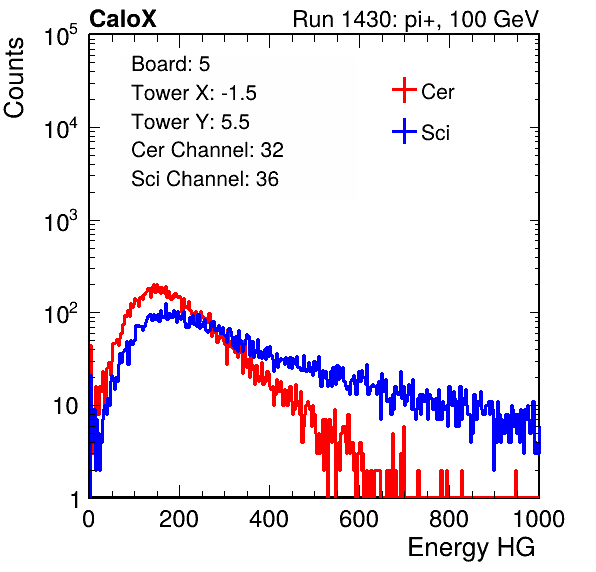 CaloX Run 1430: pi+, 100 GeV
Counts
Board: 5
Tower X: -1.5
Tower Y: 5.5
Cer Channel: 32
Sci Channel: 36
Cer
Sci
10^5
10^4
10^3
10^2
10
1
0 200 400 600 800 1000
Energy HG